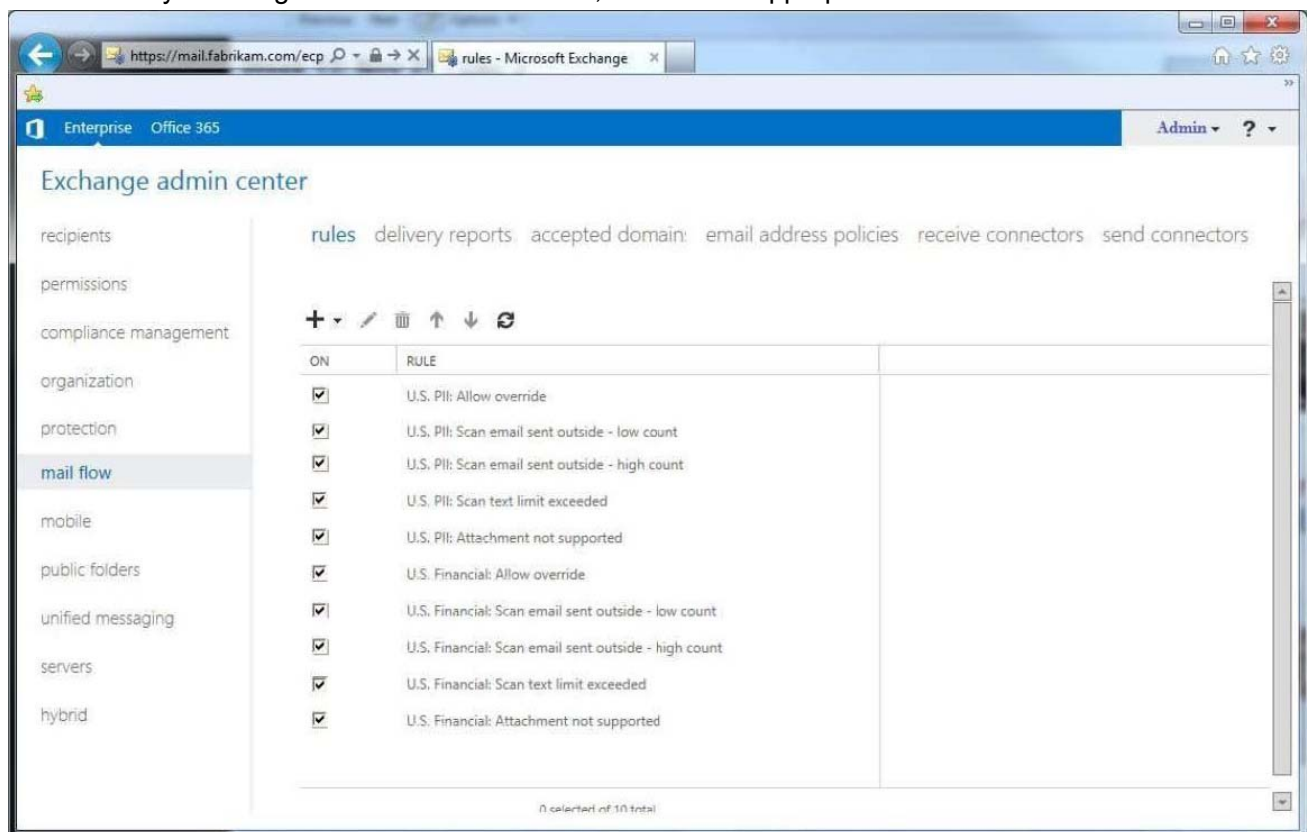 https://mail.fabrikam.com/ecp
rules - Microsoft Exchange
Enterprise Office 365
Admin ?
Exchange admin center
recipients
permissions
compliance management
organization
protection
mail flow
mobile
public folders
unified messaging
servers
hybrid
rules delivery reports accepted domain: email address policies receive connectors send connectors
ON RULE
U.S. PII: Allow override
U.S. PII: Scan email sent outside - low count
U.S. PII: Scan email sent outside - high count
U.S. PII: Scan text limit exceeded
U.S. PII: Attachment not supported
U.S. Financial: Allow override
U.S. Financial: Scan email sent outside - low count
U.S. Financial: Scan email sent outside - high count
U.S. Financial: Scan text limit exceeded
U.S. Financial: Attachment not supported
0 selected of 10 total